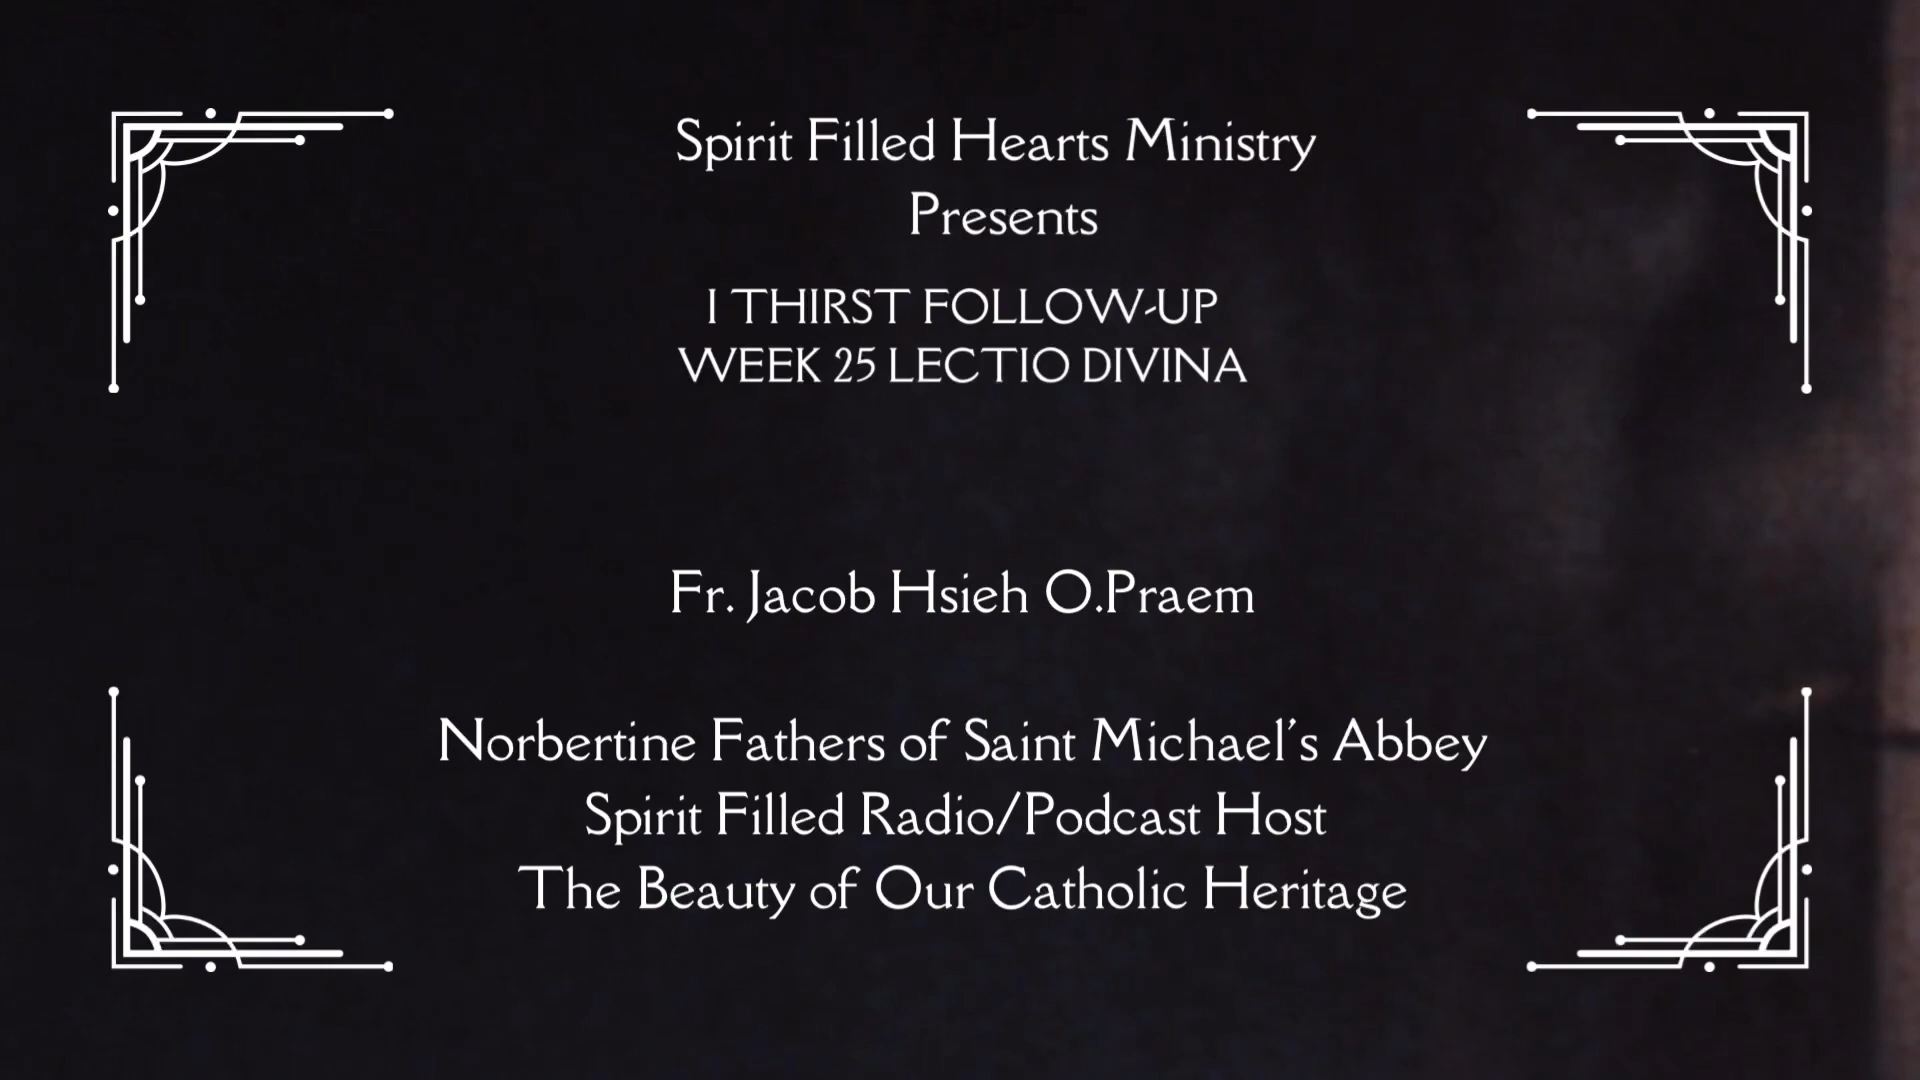 Spirit Filled Hearts Ministry
Presents
I THIRST FOLLOW-UP
WEEK 25 LECTIO DIVINA
Fr. Jacob Hsieh O.Praem
Norbertine Fathers of Saint Michael's Abbey
Spirit Filled Radio/Podcast Host
The Beauty of Our Catholic Heritage